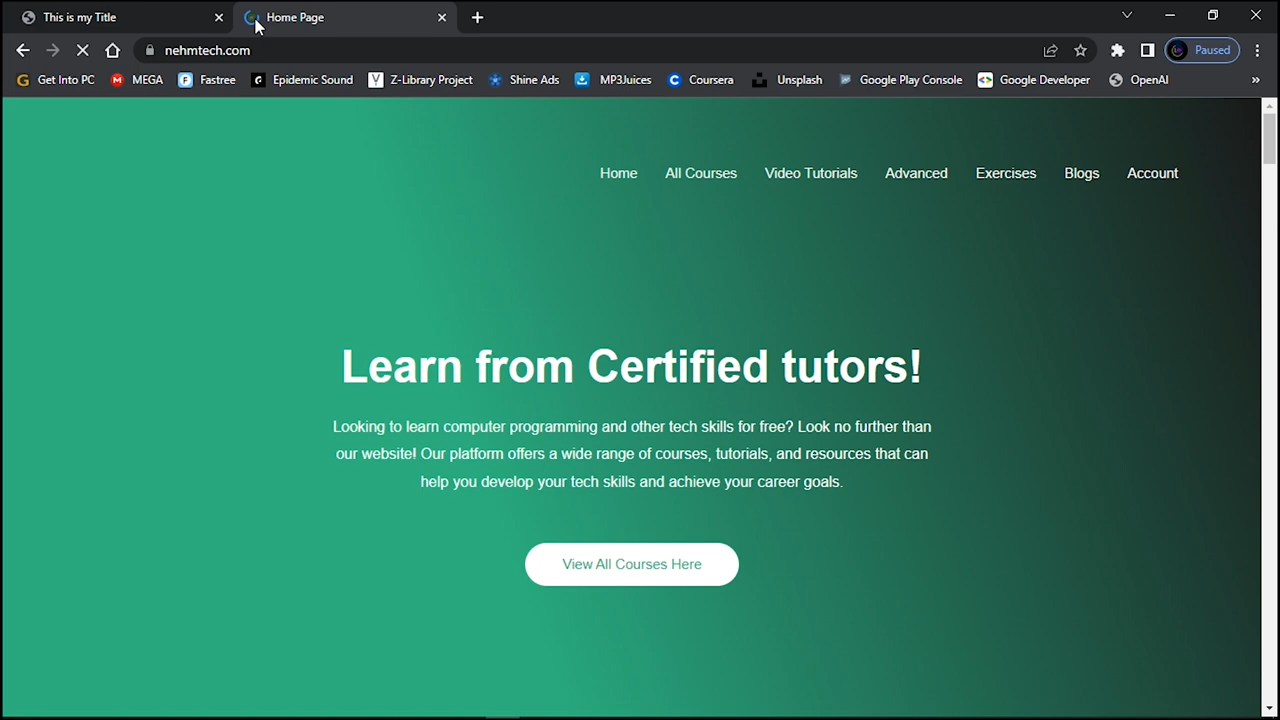 This is my Title
Home Page
nehmtech.com
Paused
Get Into PC
MEGA
Fastree
Epidemic Sound
Z-Library Project
Shine Ads
MP3Juices
Coursera
Unsplash
Google Play Console
Google Developer
OpenAI
Home
All Courses
Video Tutorials
Advanced
Exercises
Blogs
Account
Learn from Certified tutors!
Looking to learn computer programming and other tech skills for free? Look no further than
our website! Our platform offers a wide range of courses, tutorials, and resources that can
help you develop your tech skills and achieve your career goals.
View All Courses Here